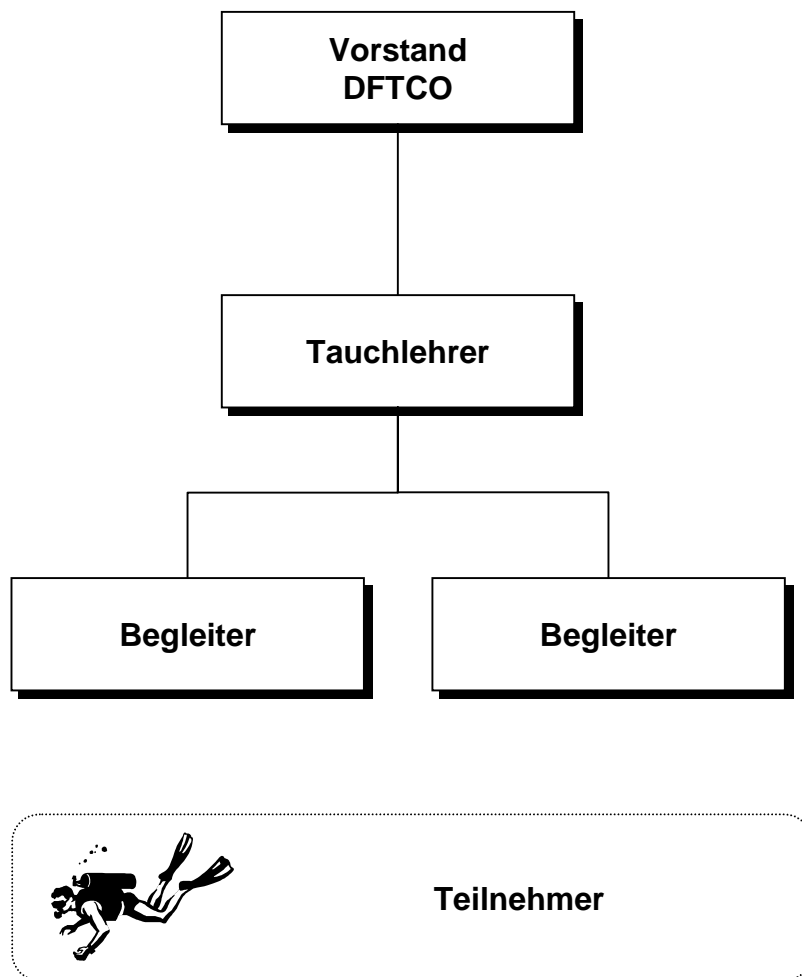 Vorstand
DFTCO
Tauchlehrer
Begleiter
Begleiter
Teilnehmer